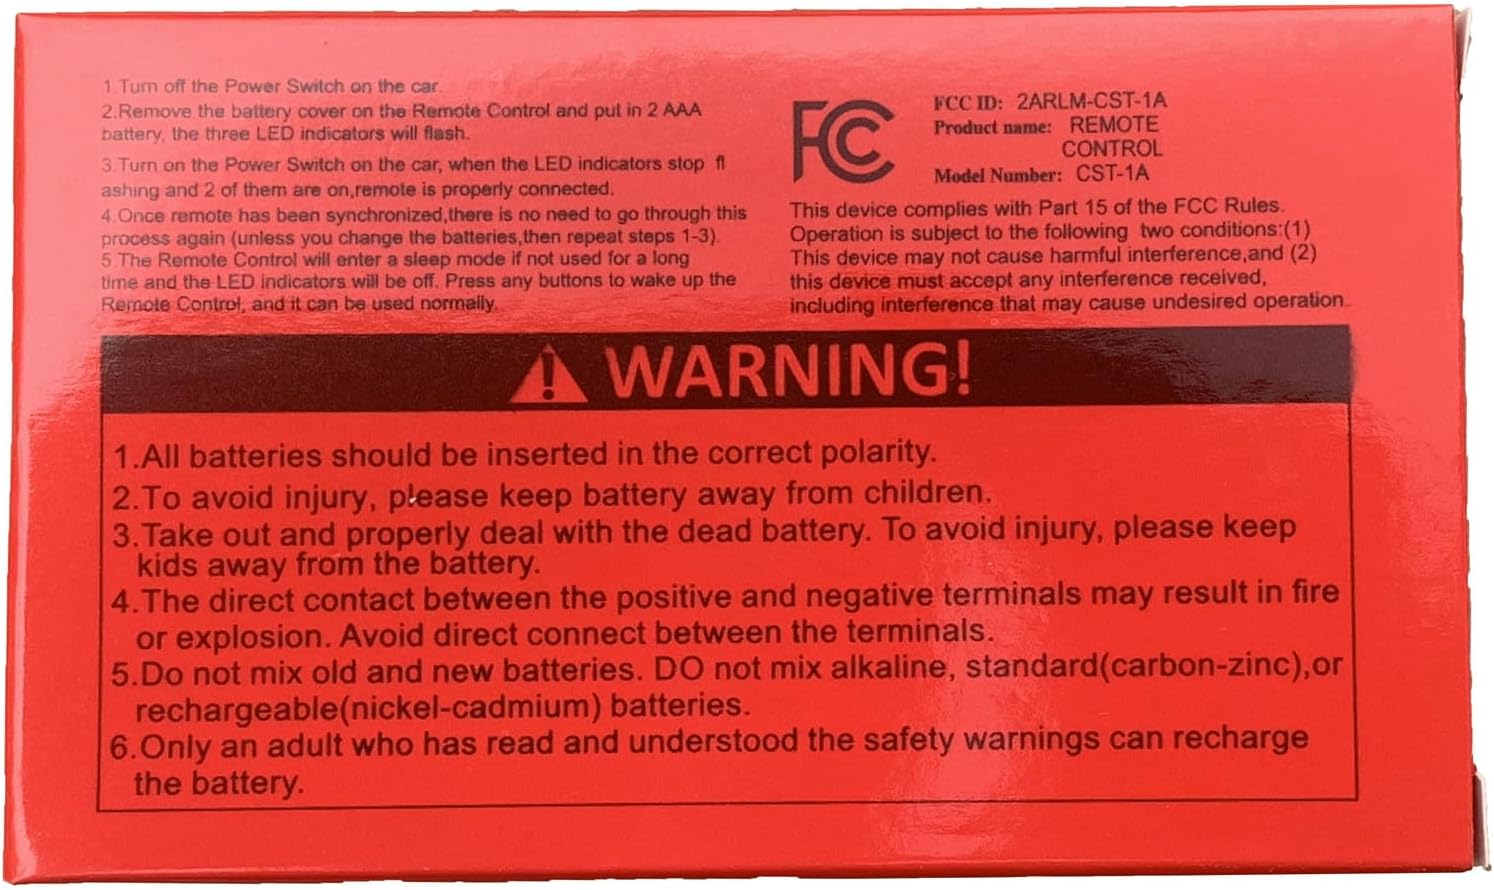 1.Turn off the Power Switch on the car.
2.Remove the battery cover on the Remote Control and put in 2 AAA
battery, the three LED indicators will flash.
3.Turn on the Power Switch on the car, when the LED indicators stop fl
ashing and 2 of them are on,remote is properly connected.
4.Once remote has been synchronized,there is no need to go through this
process again (unless you change the batteries,then repeat steps 1-3).
5 The Remote Control will enter a sleep mode if not used for a long
time and the LED indicators will be off. Press any buttons to wake up the
Remote Control, and it can be used normally.
FC
FCC ID: 2ARLM-CST-1A
Product name: REMOTE
CONTROL
Model Number: CST-1A
This device complies with Part 15 of the FCC Rules.
Operation is subject to the following two conditions:(1)
This device may not cause harmful interference,and (2)
this device must accept any interference received,
including interference that may cause undesired operation.
WARNING!
1.All batteries should be inserted in the correct polarity.
2.To avoid injury, please keep battery away from children.
3.Take out and properly deal with the dead battery. To avoid injury, please keep
kids away from the battery.
4.The direct contact between the positive and negative terminals may result in fire
or explosion. Avoid direct connect between the terminals.
5.Do not mix old and new batteries. DO not mix alkaline, standard(carbon-zinc),or
rechargeable(nickel-cadmium) batteries.
6.Only an adult who has read and understood the safety warnings can recharge
the battery.